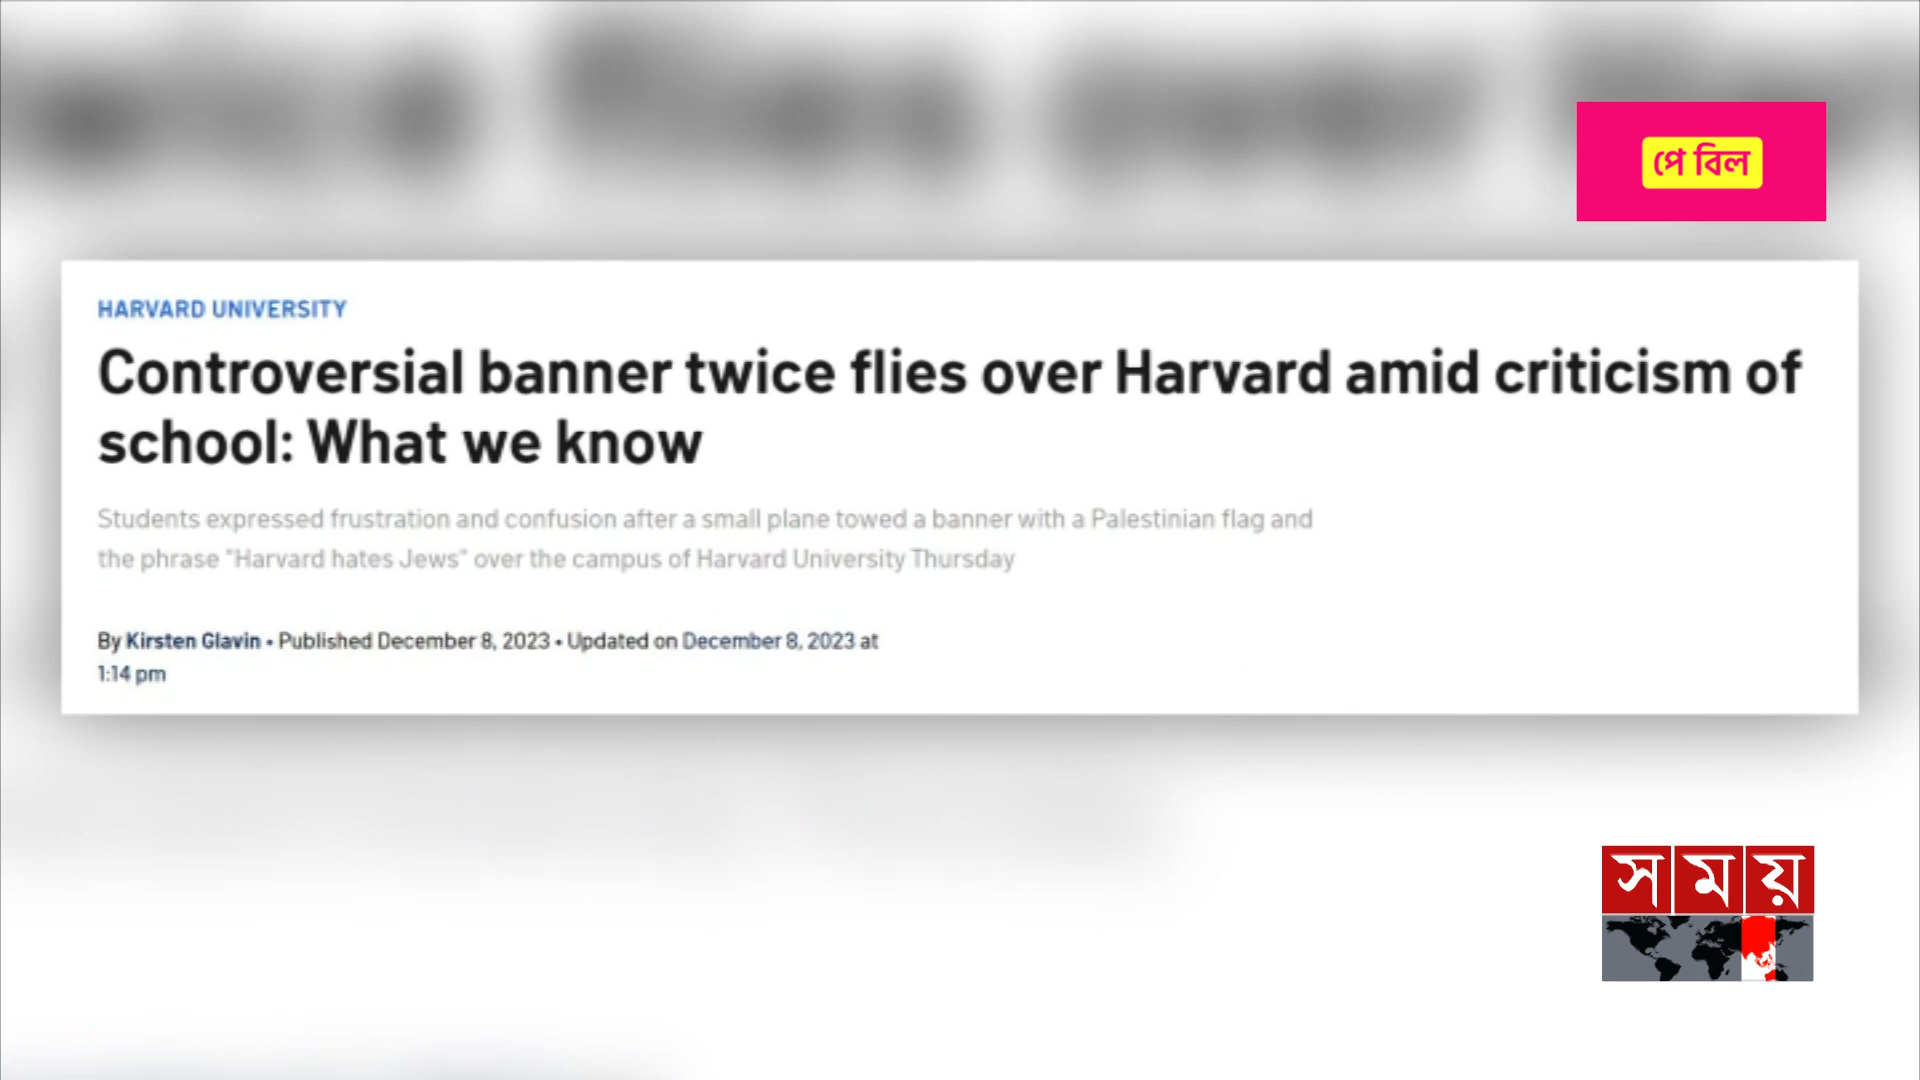 পে বিল
HARVARD UNIVERSITY
Controversial banner twice flies over Harvard amid criticism of
school: What we know
Students expressed frustration and confusion after a small plane towed a banner with a Palestinian flag and
the phrase "Harvard hates Jews" over the campus of Harvard University Thursday
By Kirsten Glavin • Published December 8, 2023 • Updated on December 8, 2023 at
1:14 pm
সময়